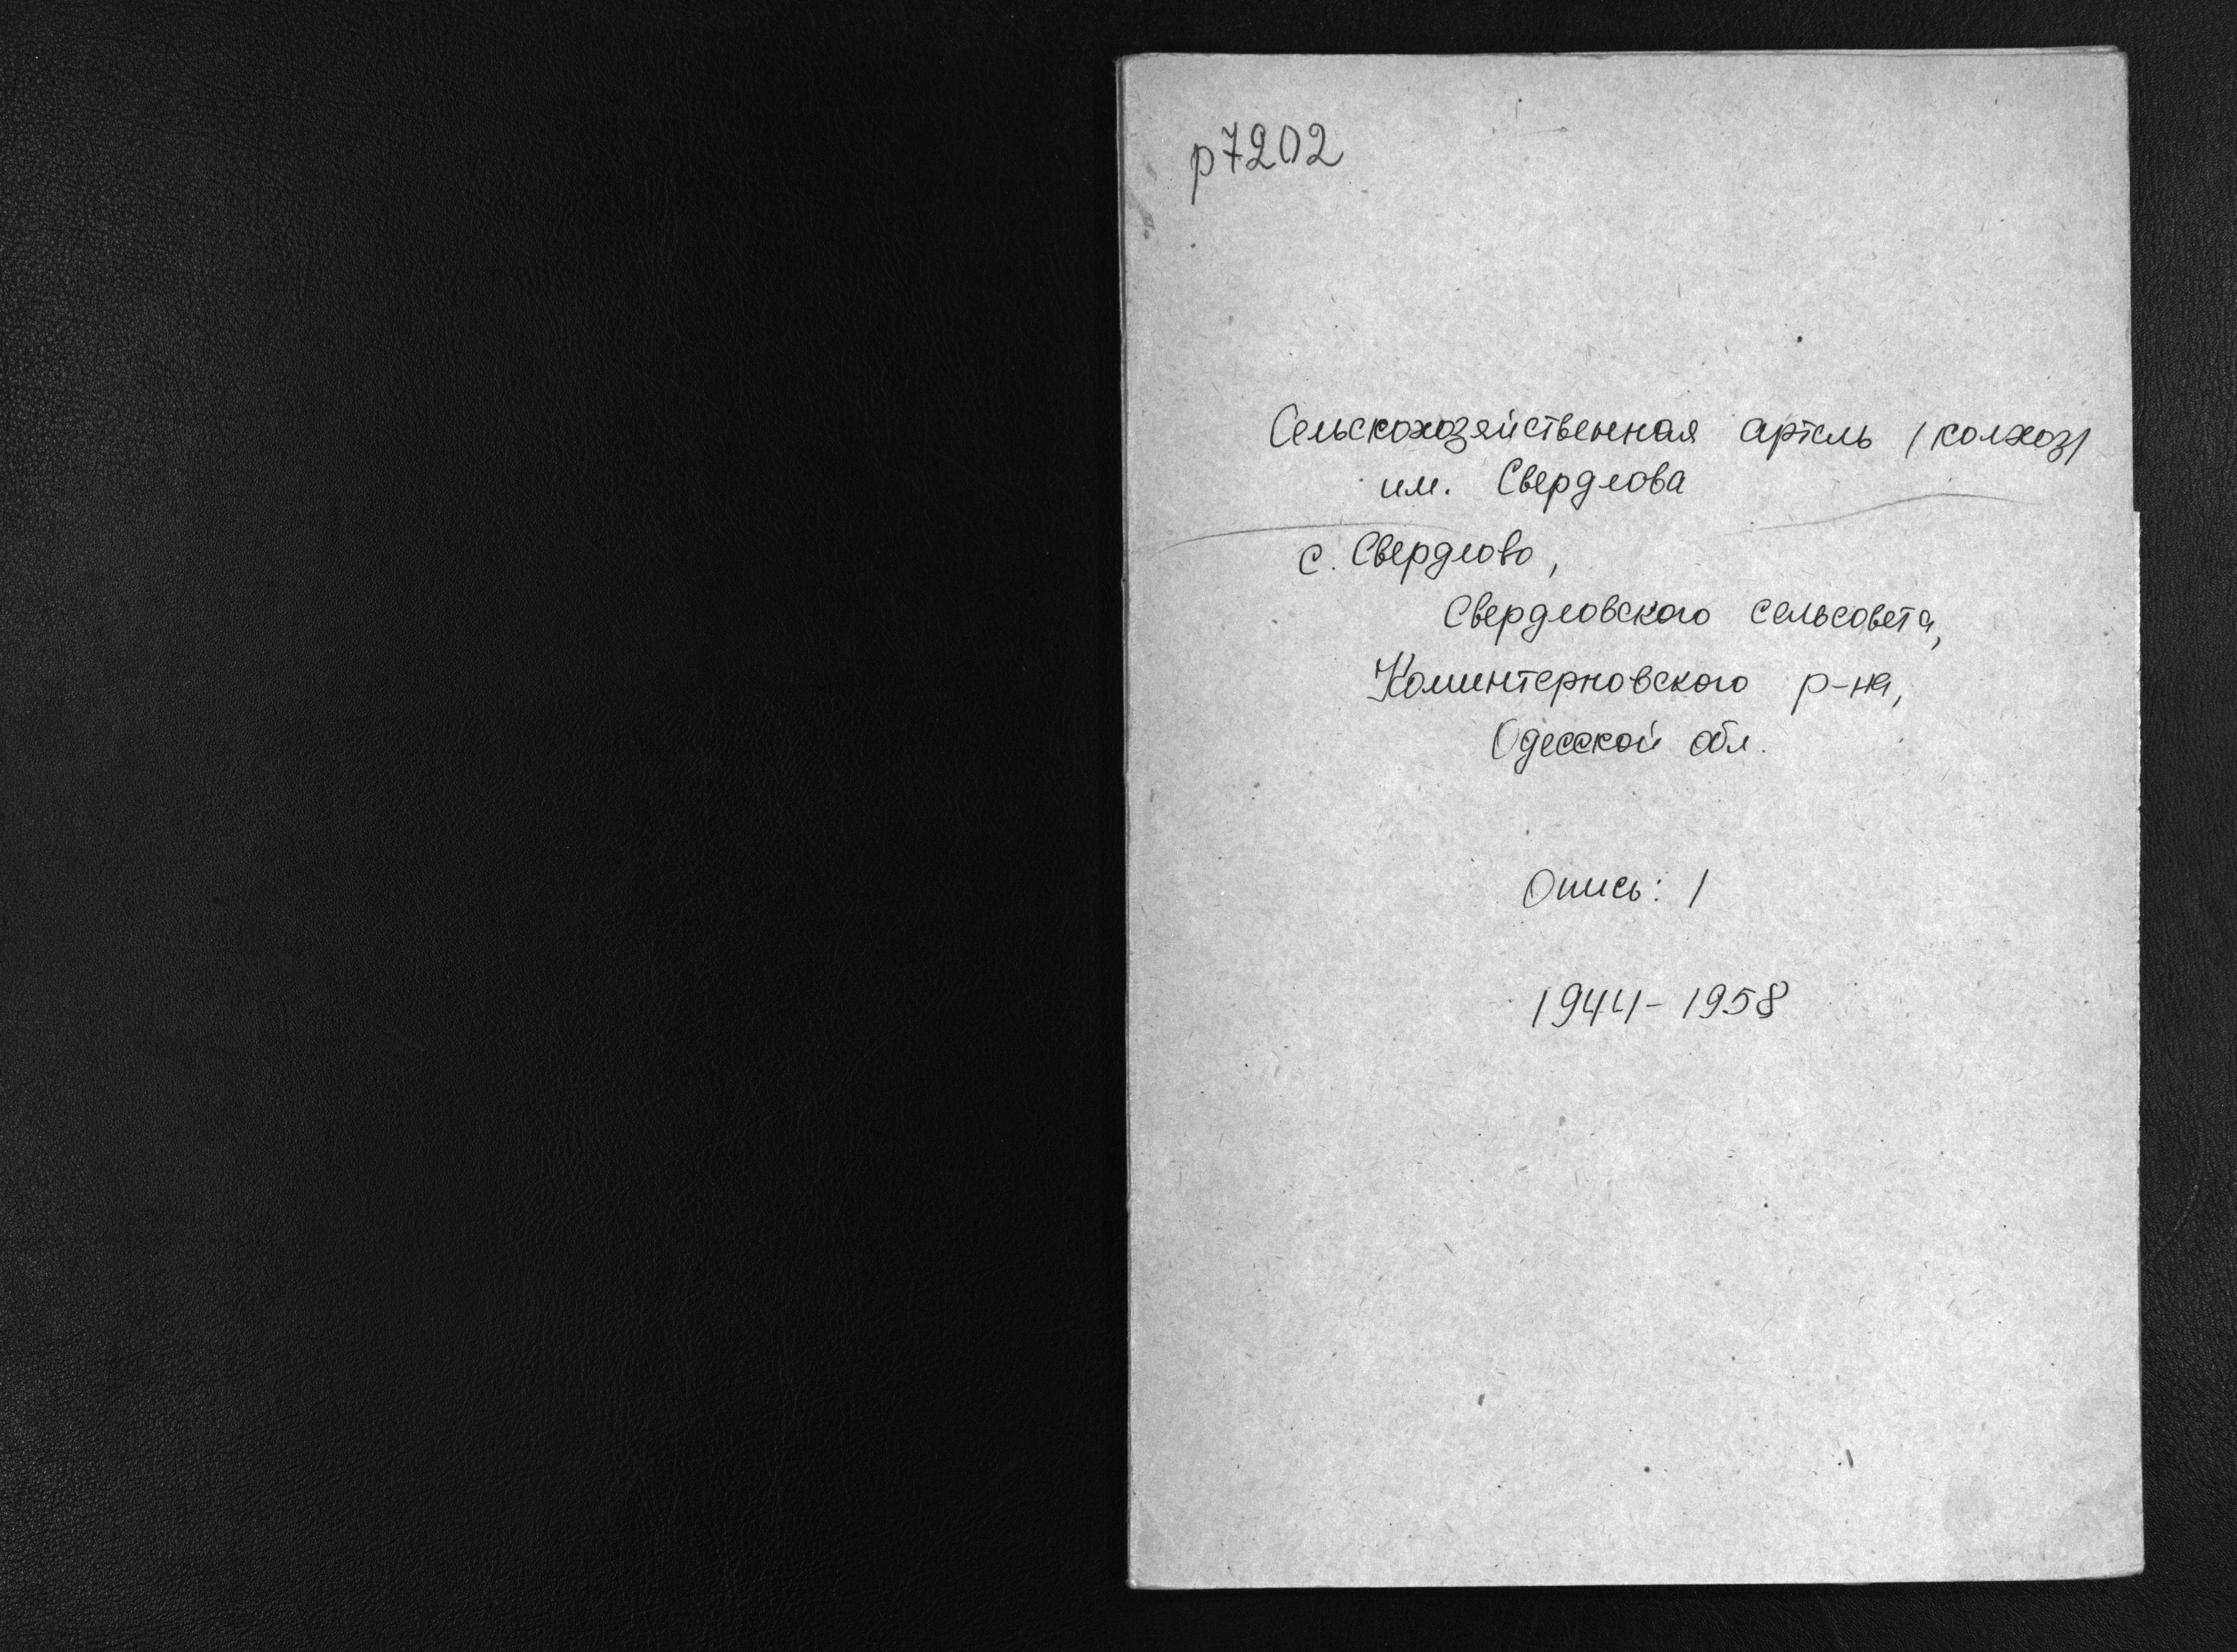 р7202
Сельскохозяйственная артель /колхоз/
им. Свердлова
с. Свердлово,
Свердловского сельсовета,
Коминтерновского р-на,
Одесской обл.
Опись: 1
1944-1958